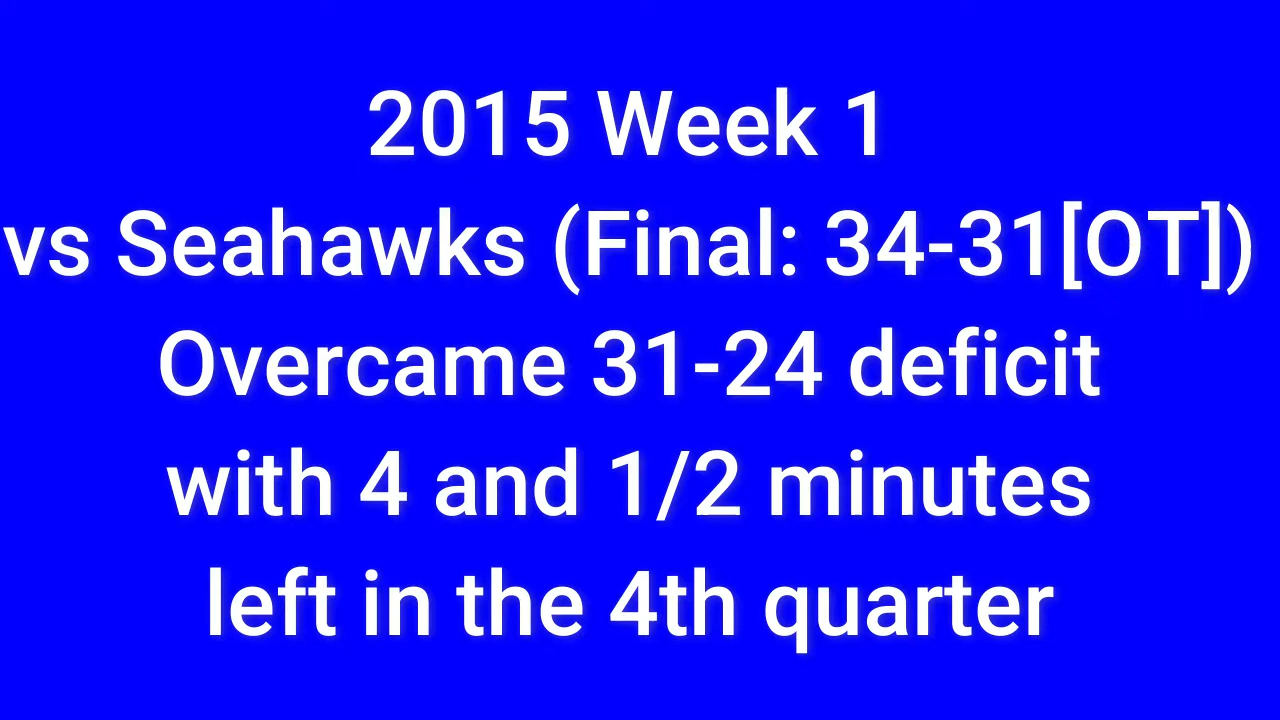 2015 Week 1
vs Seahawks (Final: 34-31[OT])
Overcame 31-24 deficit
with 4 and 1/2 minutes
left in the 4th quarter